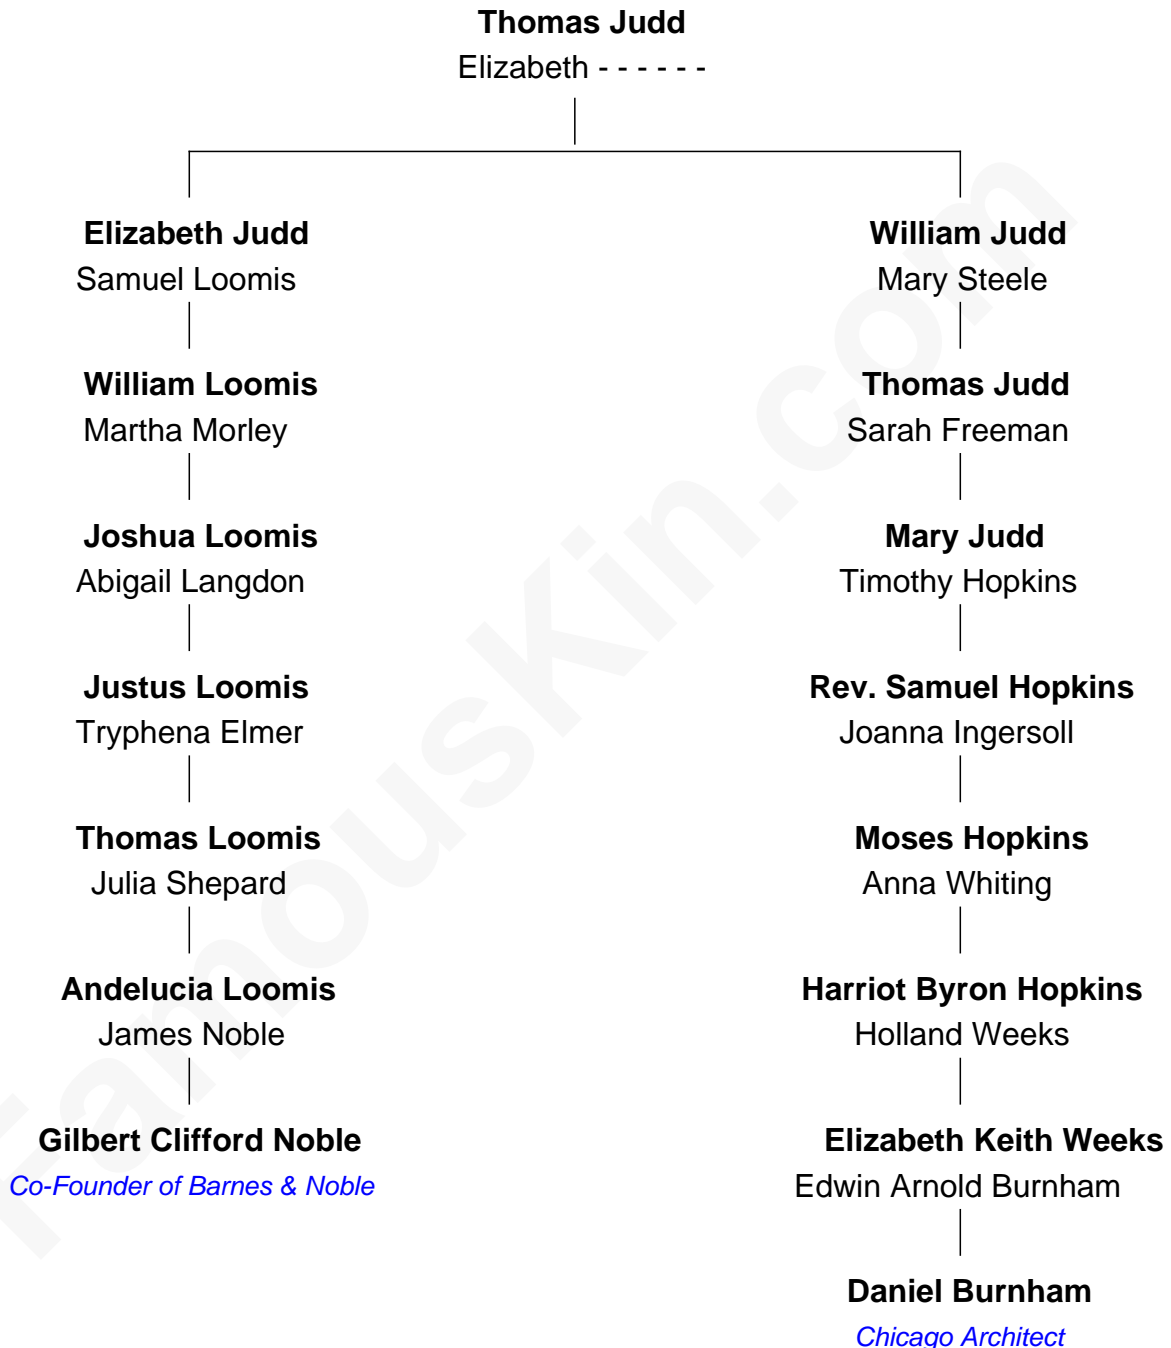 Thomas Judd
Elizabeth - - - - - -
Elizabeth Judd
Samuel Loomis
William Judd
Mary Steele
William Loomis
Martha Morley
Thomas Judd
Sarah Freeman
Joshua Loomis
Abigail Langdon
Mary Judd
Timothy Hopkins
Justus Loomis
Tryphena Elmer
Rev. Samuel Hopkins
Joanna Ingersoll
Thomas Loomis
Julia Shepard
Moses Hopkins
Anna Whiting
Andelucia Loomis
James Noble
Harriot Byron Hopkins
Holland Weeks
Gilbert Clifford Noble
Co-Founder of Barnes & Noble
Elizabeth Keith Weeks
Edwin Arnold Burnham
Daniel Burnham
Chicago Architect
FamousKin.com